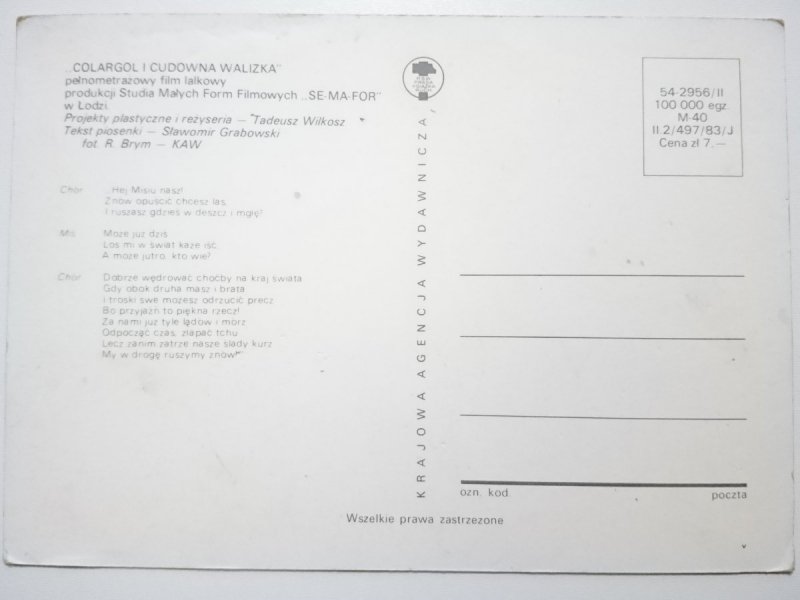 „COLARGOL I CUDOWNA WALIZKA"
pełnometrażowy film lalkowy
produkcji Studia Małych Form Filmowych „SE-MA-FOR"
w Łodzi.
Projekty plastyczne i reżyseria — Tadeusz Wilkosz
Tekst piosenki — Sławomir Grabowski
fot. R. Brym — KAW
Chór „Hej Misiu nasz!
Znów opuścić chcesz las,
I ruszasz gdzieś w deszcz i mgłę?
Miś Może już dziś
Los mi w świat każe iść,
A może jutro, kto wie?
Chór Dobrze wędrować choćby na kraj świata
Gdy obok druha masz i brata
I troski swe możesz odrzucić precz
Bo przyjaźń to piękna rzecz!
Za nami już tyle lądów i mórz
Odpocząć czas, złapać tchu
Lecz zanim zatrze nasze ślady kurz
My w drogę ruszymy znów!"
KRAJOWA AGENCJA WYDAWNICZA
54-2956/II
100 000 egz.
M-40
II.2/497/83/J
Cena zł 7.—
ozn. kod poczta
Wszelkie prawa zastrzeżone